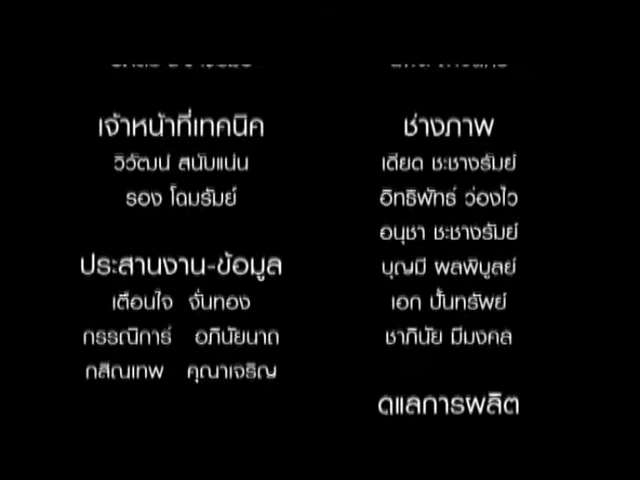 เจ้าหน้าที่เทคนิค
วิวัฒน์ สนับแน่น
รอง โฉมรัมย์
ประสานงาน-ข้อมูล
เตือนใจ จั่นทอง
กรรณิการ์ อภินัยนาถ
กสิณเทพ คุณาเจริญ
ช่างภาพ
เดียด ชะชางรัมย์
อิทธิพัทธ์ ว่องไว
อนุชา ชะชางรัมย์
บุญมี ผลพิบูลย์
เอก ปั้นทรัพย์
ชาภินัย มีมงคล
ดูแลการผลิต